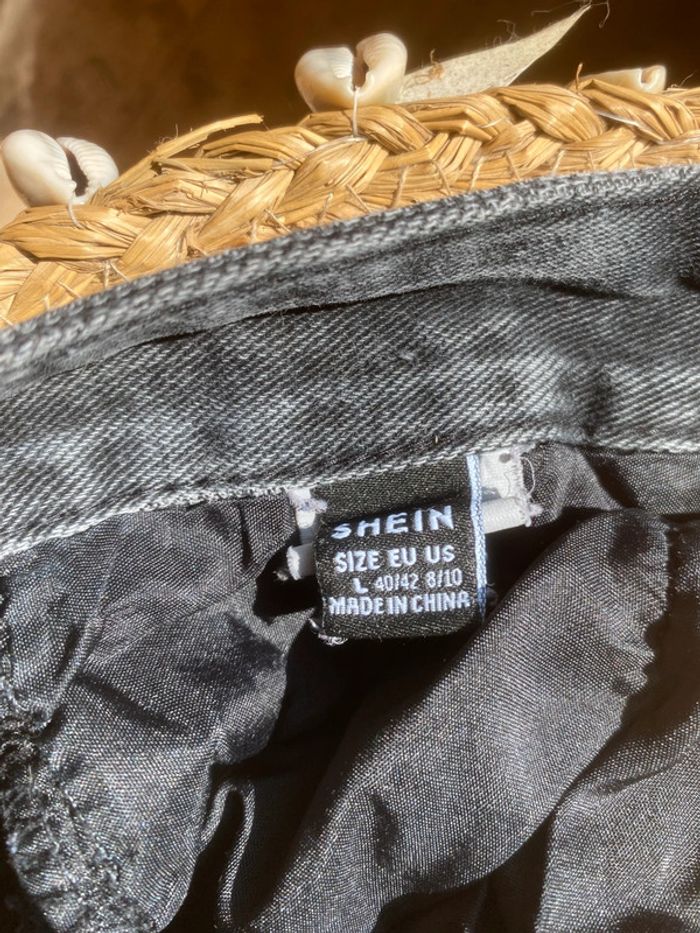 SHEIN
SIZE EU US
L 40/42 8/10
MADE IN CHINA